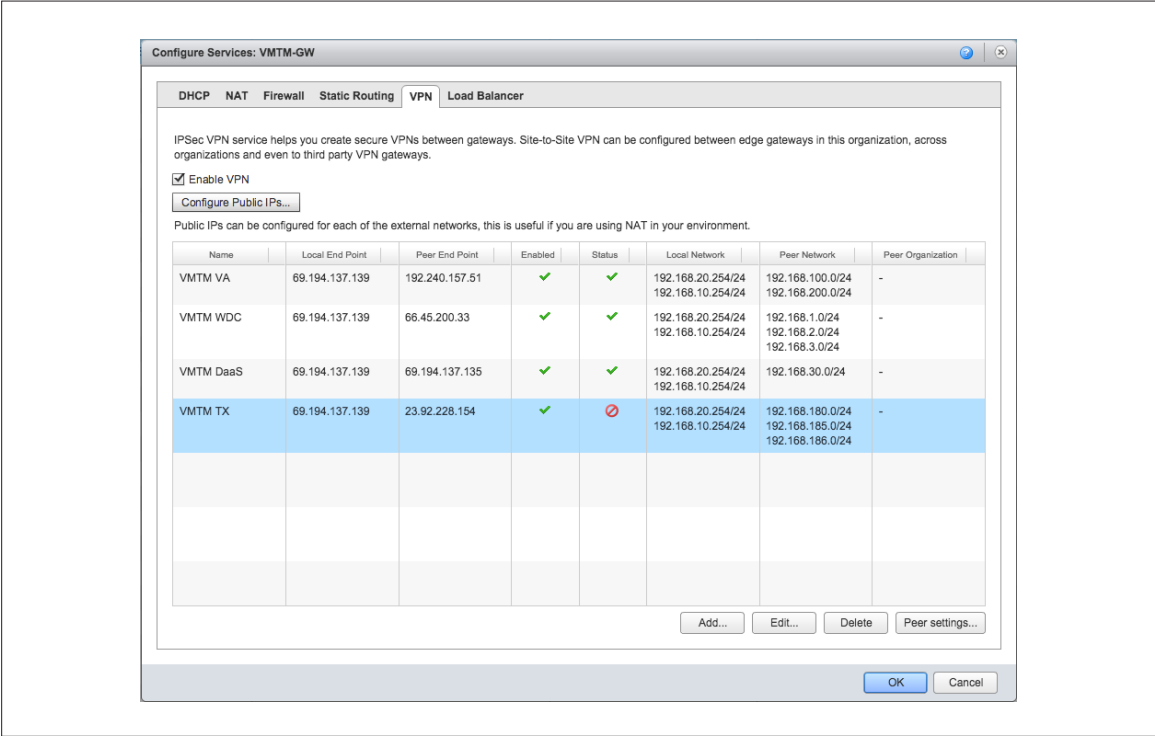 Configure Services: VMTM-GW
DHCP NAT Firewall Static Routing VPN Load Balancer
IPSec VPN service helps you create secure VPNs between gateways. Site-to-Site VPN can be configured between edge gateways in this organization, across
organizations and even to third party VPN gateways.
Enable VPN
Configure Public IPs...
Public IPs can be configured for each of the external networks, this is useful if you are using NAT in your environment.
Name Local End Point Peer End Point Enabled Status Local Network Peer Network Peer Organization
VMTM VA 69.194.137.139 192.240.157.51 192.168.20.254/24 192.168.100.0/24 -
192.168.10.254/24 192.168.200.0/24
VMTM WDC 69.194.137.139 66.45.200.33 192.168.20.254/24 192.168.1.0/24 -
192.168.10.254/24 192.168.2.0/24
192.168.3.0/24
VMTM DaaS 69.194.137.139 69.194.137.135 192.168.20.254/24 192.168.30.0/24 -
192.168.10.254/24
VMTM TX 69.194.137.139 23.92.228.154 192.168.20.254/24 192.168.180.0/24 -
192.168.10.254/24 192.168.185.0/24
192.168.186.0/24
Add... Edit... Delete Peer settings...
OK Cancel